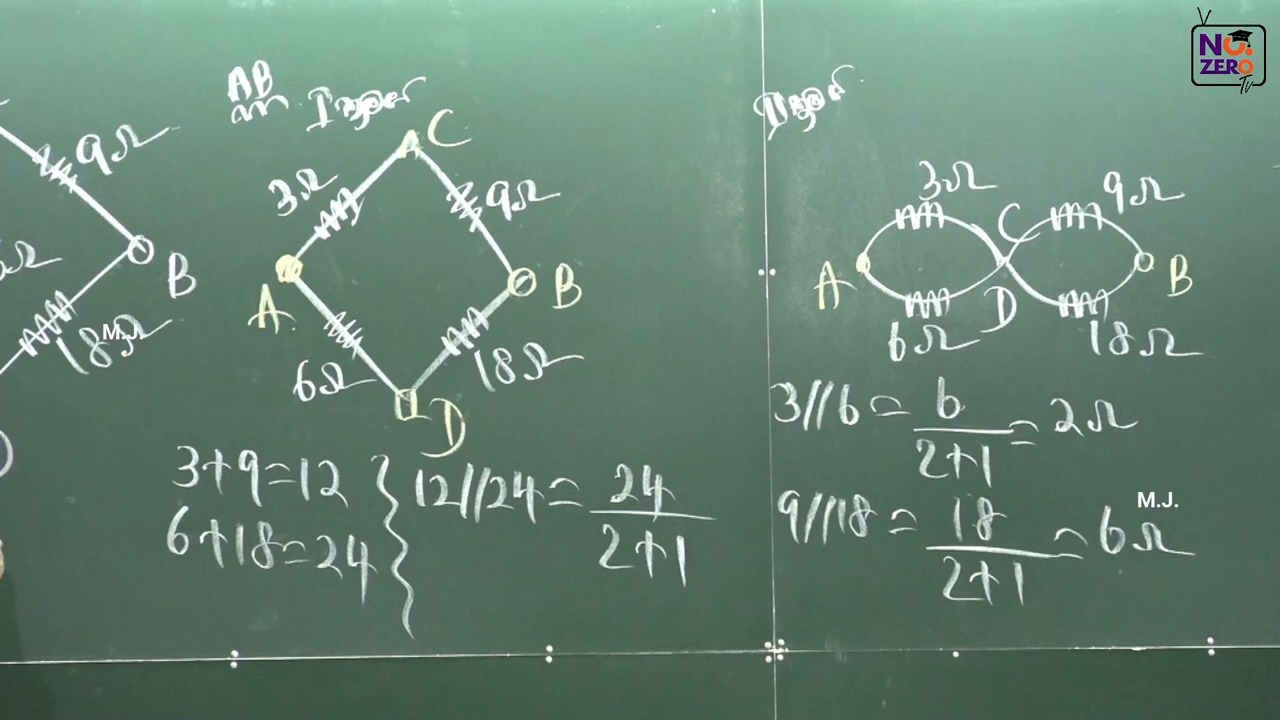 NO.
ZERO
TV
AB
C
3Ω
9Ω
A
B
6Ω
18Ω
D
3+9=12
6+18=24
12//24=24/2+1
9Ω
B
18Ω
M.J.
3Ω
9Ω
C
A
B
D
6Ω
18Ω
3//6=6/2+1=2Ω
9//18=18/2+1=6Ω
M.J.